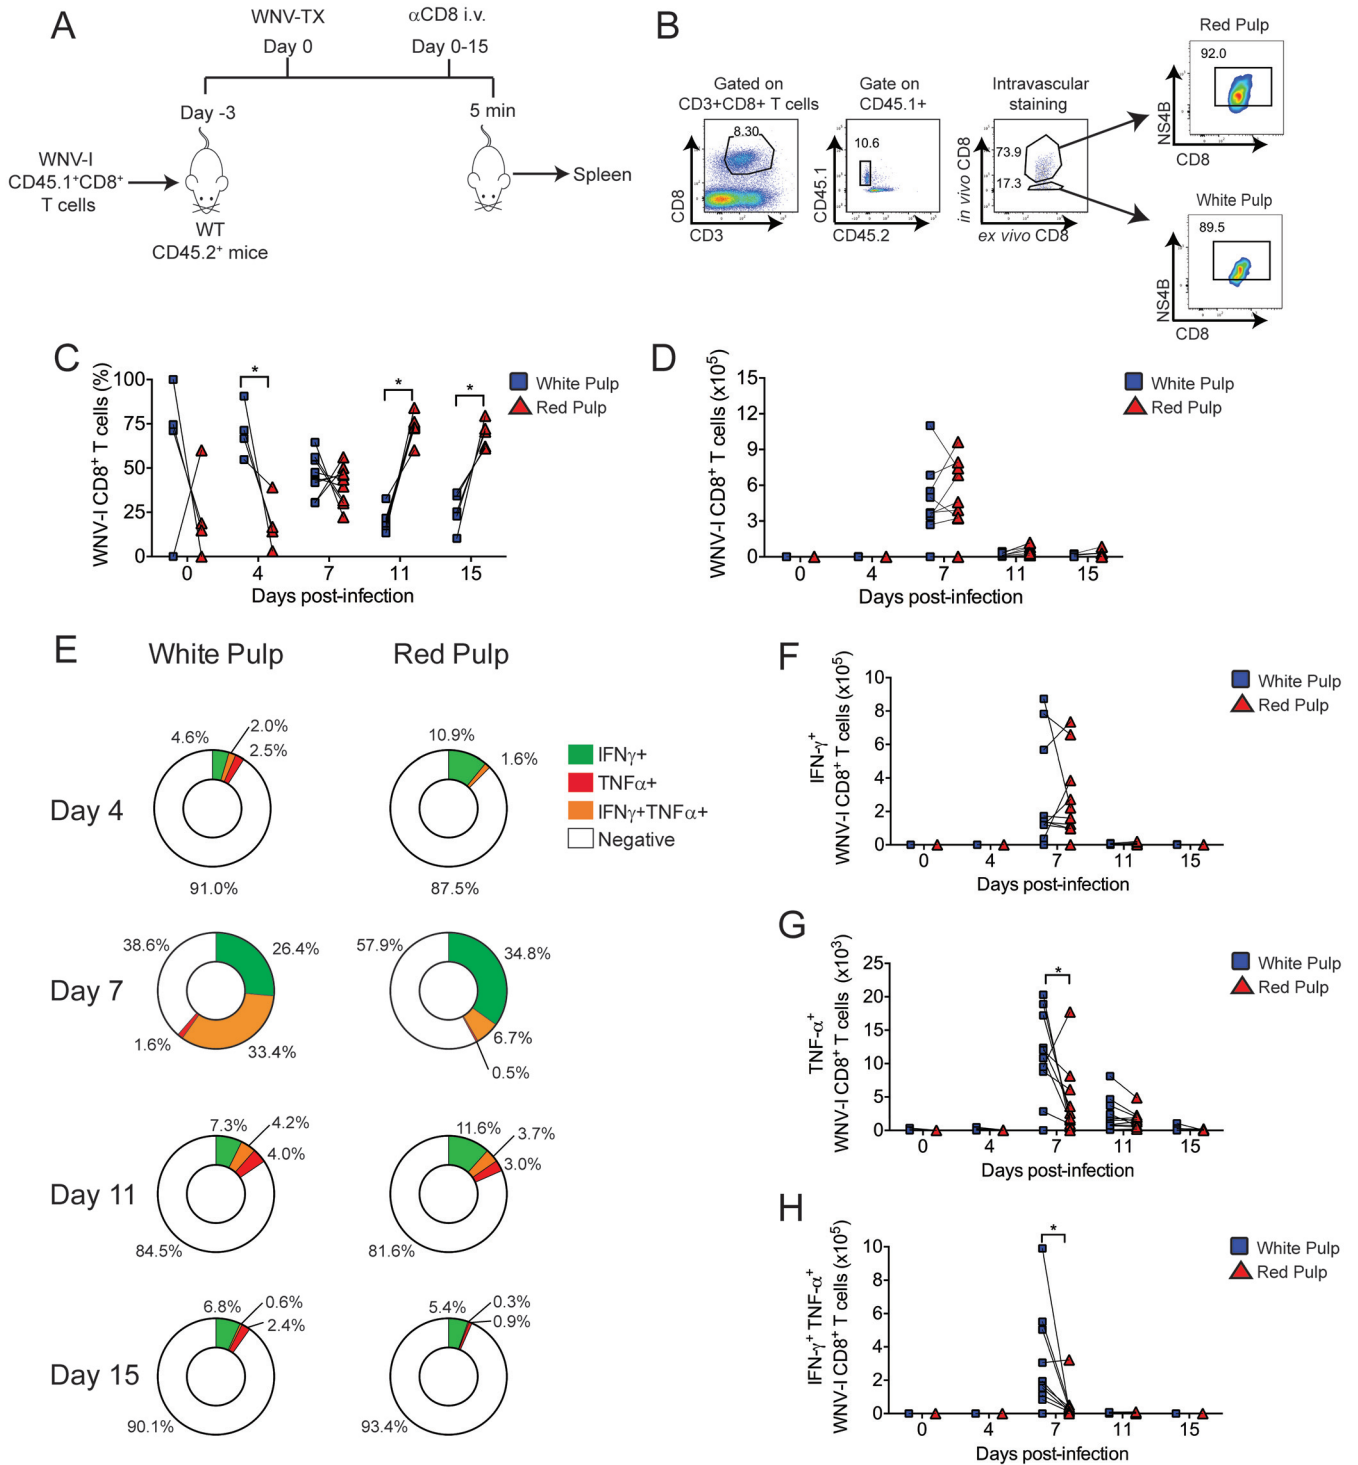 A
WNV-TX
Day 0
αCD8 i.v.
Day 0-15
Day -3
5 min
WNV-I
CD45.1+CD8+
T cells
WT
CD45.2+ mice
Spleen
B
Gated on
CD3+CD8+ T cells
8.30
CD8
CD3
Gate on
CD45.1+
10.6
CD45.1
CD45.2
Intravascular
staining
73.9
17.3
in vivo CD8
ex vivo CD8
Red Pulp
92.0
NS4B
CD8
White Pulp
89.5
NS4B
CD8
C
WNV-I CD8+ T cells (%)
100
75
50
25
0
* * *
0 4 7 11 15
Days post-infection
White Pulp
Red Pulp
D
WNV-I CD8+ T cells (x105)
15
12
9
6
3
0
0 4 7 11 15
Days post-infection
White Pulp
Red Pulp
E
White Pulp Red Pulp
Day 4
4.6%
2.0%
2.5%
91.0%
10.9%
1.6%
87.5%
IFNγ+
TNFα+
IFNγ+TNFα+
Negative
Day 7
38.6%
26.4%
1.6%
33.4%
57.9%
34.8%
6.7%
0.5%
Day 11
7.3%
4.2%
4.0%
84.5%
11.6%
3.7%
3.0%
81.6%
Day 15
6.8%
0.6%
2.4%
90.1%
5.4%
0.3%
0.9%
93.4%
F
IFN-γ+
WNV-I CD8+ T cells (x105)
10
8
6
4
2
0
0 4 7 11 15
Days post-infection
White Pulp
Red Pulp
G
TNF-α+
WNV-I CD8+ T cells (x103)
25
20
15
10
5
0
*
0 4 7 11 15
Days post-infection
White Pulp
Red Pulp
H
IFN-γ+ TNF-α+
WNV-I CD8+ T cells (x105)
10
8
6
4
2
0
*
0 4 7 11 15
Days post-infection
White Pulp
Red Pulp